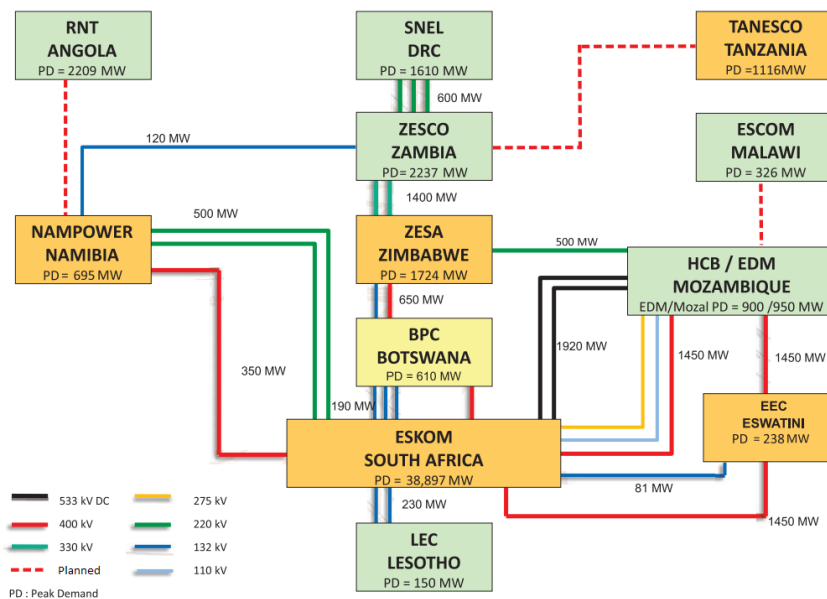 RNT
ANGOLA
PD = 2209 MW
SNEL
DRC
PD = 1610 MW
TANESCO
TANZANIA
PD =1116MW
600 MW
120 MW
ZESCO
ZAMBIA
PD= 2237 MW
ESCOM
MALAWI
PD = 326 MW
1400 MW
500 MW
NAMPOWER
NAMIBIA
PD = 695 MW
ZESA
ZIMBABWE
PD = 1724 MW
500 MW
HCB / EDM
MOZAMBIQUE
EDM/Mozal PD = 900 /950 MW
650 MW
BPC
BOTSWANA
PD = 610 MW
1920 MW
1450 MW
1450 MW
350 MW
190 MW
EEC
ESWATINI
PD = 238 MW
ESKOM
SOUTH AFRICA
PD = 38,897 MW
81 MW
230 MW
1450 MW
LEC
LESOTHO
PD = 150 MW
533 kV DC
275 kV
400 kV
220 kV
330 kV
132 kV
Planned
110 kV
PD : Peak Demand